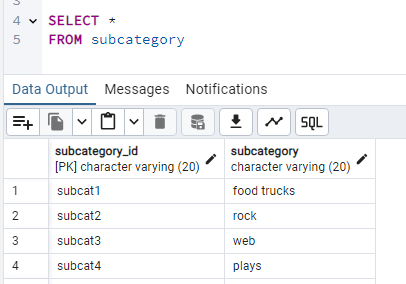 3
4 SELECT *
5 FROM subcategory
Data Output Messages Notifications
SQL
subcategory_id subcategory
[PK] character varying (20) character varying (20)
1 subcat1 food trucks
2 subcat2 rock
3 subcat3 web
4 subcat4 plays